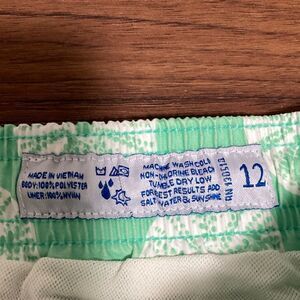 MADE IN VIETNAM
BODY:100%POLYESTER
LINER:100%NYLON
MACHINE WASH COLD
NON-CHLORINE BLEACH
TUMBLE DRY LOW
FOR BEST RESULTS ADD
SALT WATER & SUNSHINE
12